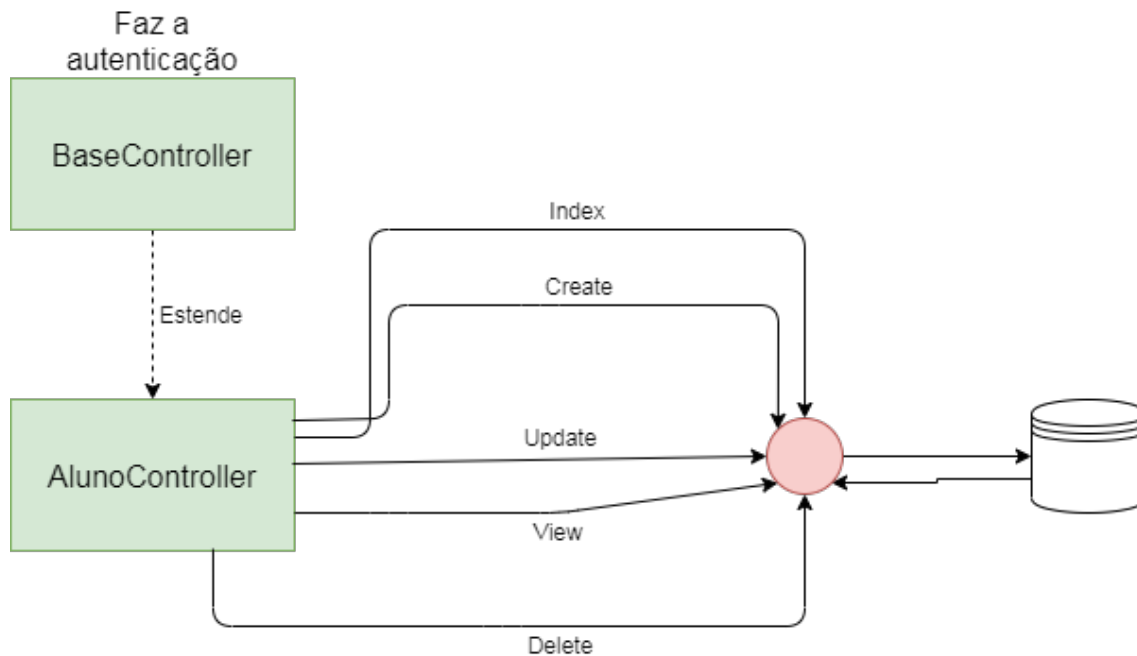 Faz a
autenticação
BaseController
Index
Create
Estende
Update
AlunoController
View
Delete